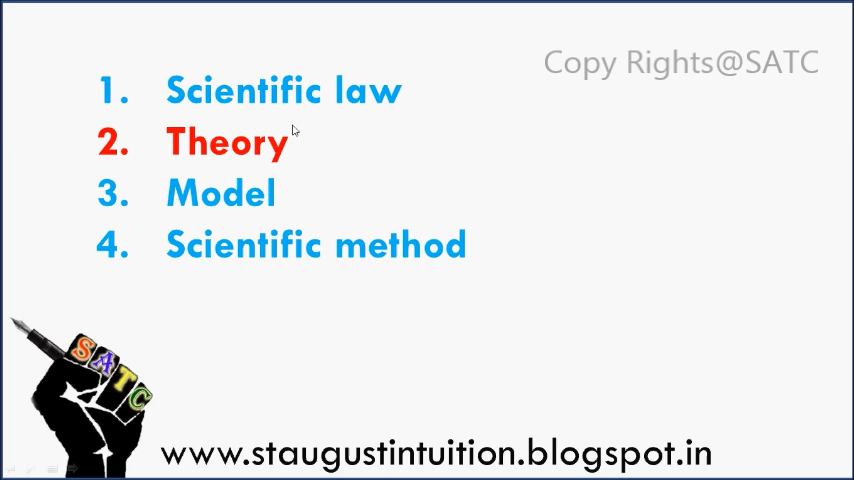 Copy Rights@SATC
1. Scientific law
2. Theory
3. Model
4. Scientific method
SATC
www.staugustintuition.blogspot.in